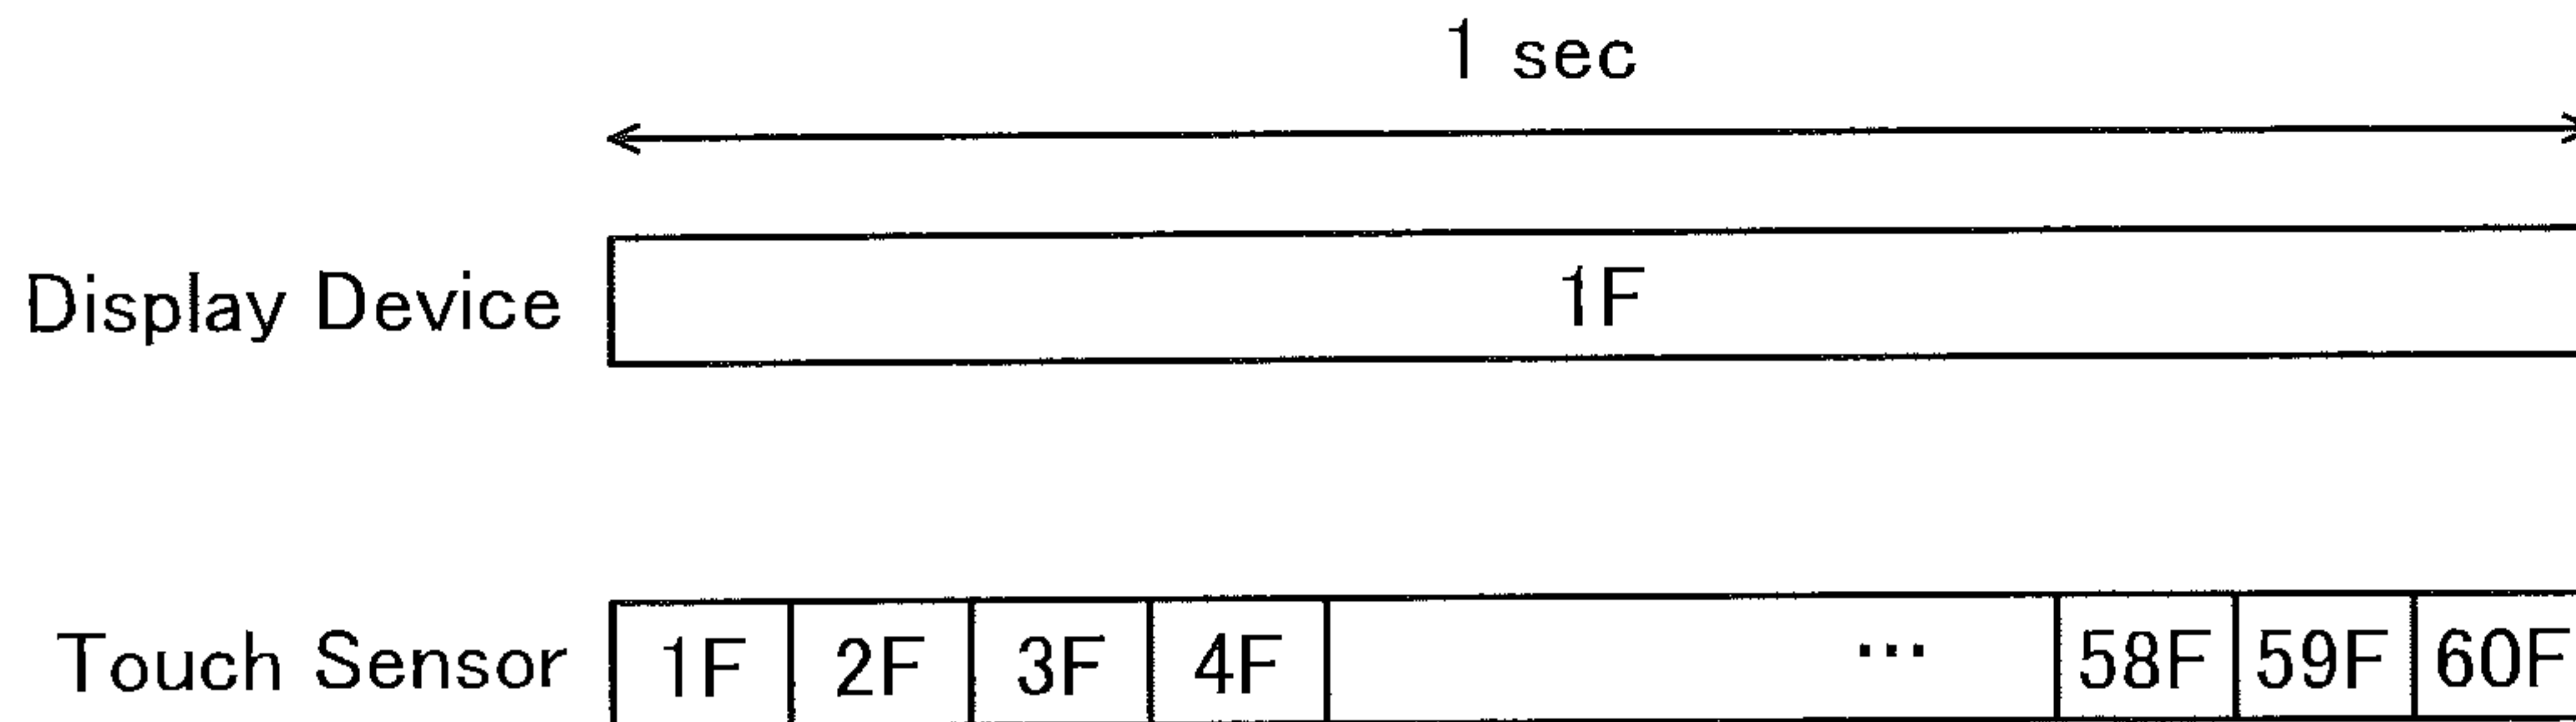 1 sec
Display Device 1F
Touch Sensor 1F 2F 3F 4F ... 58F 59F 60F